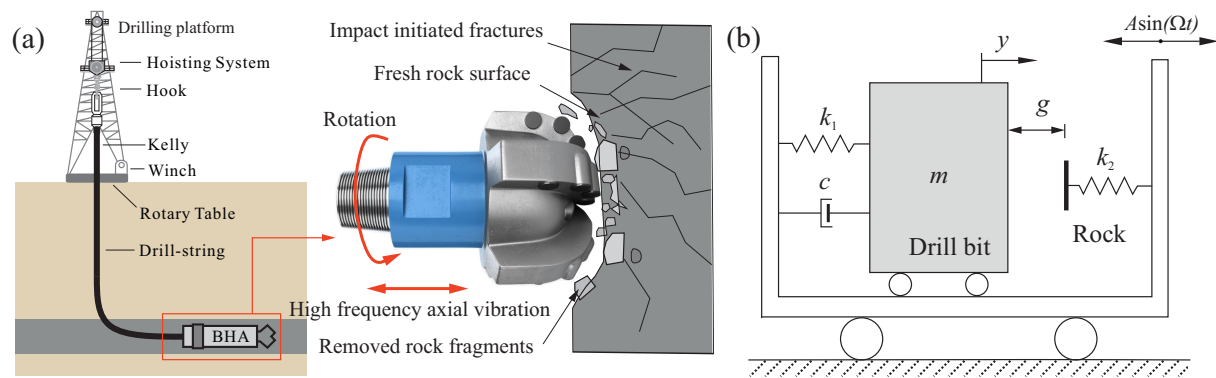 (a)
Drilling platform
Hoisting System
Hook
Kelly
Winch
Rotary Table
Drill-string
BHA
Rotation
Impact initiated fractures
Fresh rock surface
High frequency axial vibration
Removed rock fragments
(b)
y
Asin(Ωt)
k₁
g
k₂
c
m
Drill bit
Rock